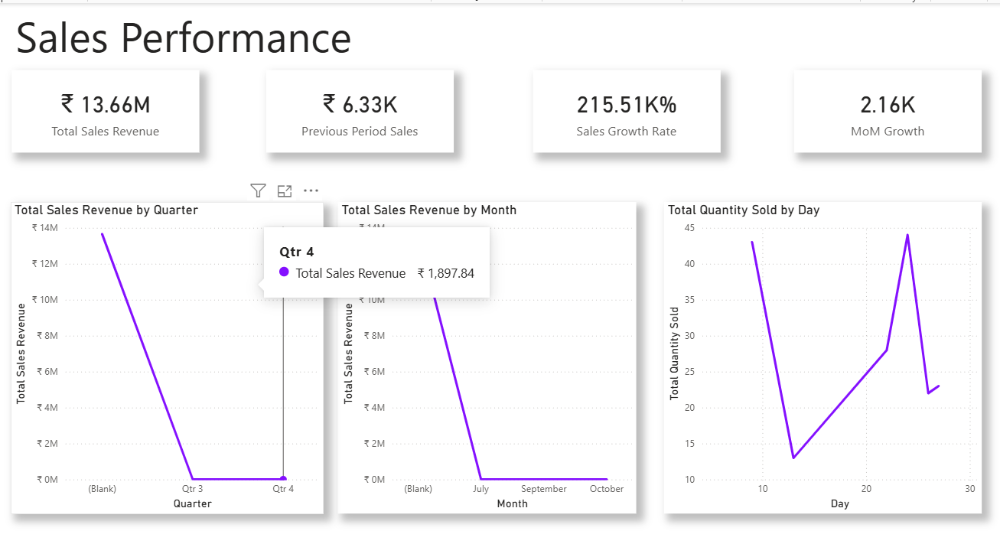 Sales Performance
₹ 13.66M
Total Sales Revenue
₹ 6.33K
Previous Period Sales
215.51K%
Sales Growth Rate
2.16K
MoM Growth
Total Sales Revenue by Quarter
₹ 14M
₹ 12M
₹ 10M
₹ 8M
₹ 6M
₹ 4M
₹ 2M
₹ 0M
Total Sales Revenue
(Blank)
Qtr 3
Qtr 4
Quarter
Qtr 4
Total Sales Revenue ₹ 1,897.84
Total Sales Revenue by Month
₹ 14M
₹ 10M
₹ 8M
₹ 6M
₹ 4M
₹ 2M
₹ 0M
Total Sales Revenue
(Blank)
July
September
October
Month
Total Quantity Sold by Day
45
40
35
30
25
20
15
10
Total Quantity Sold
10
20
30
Day